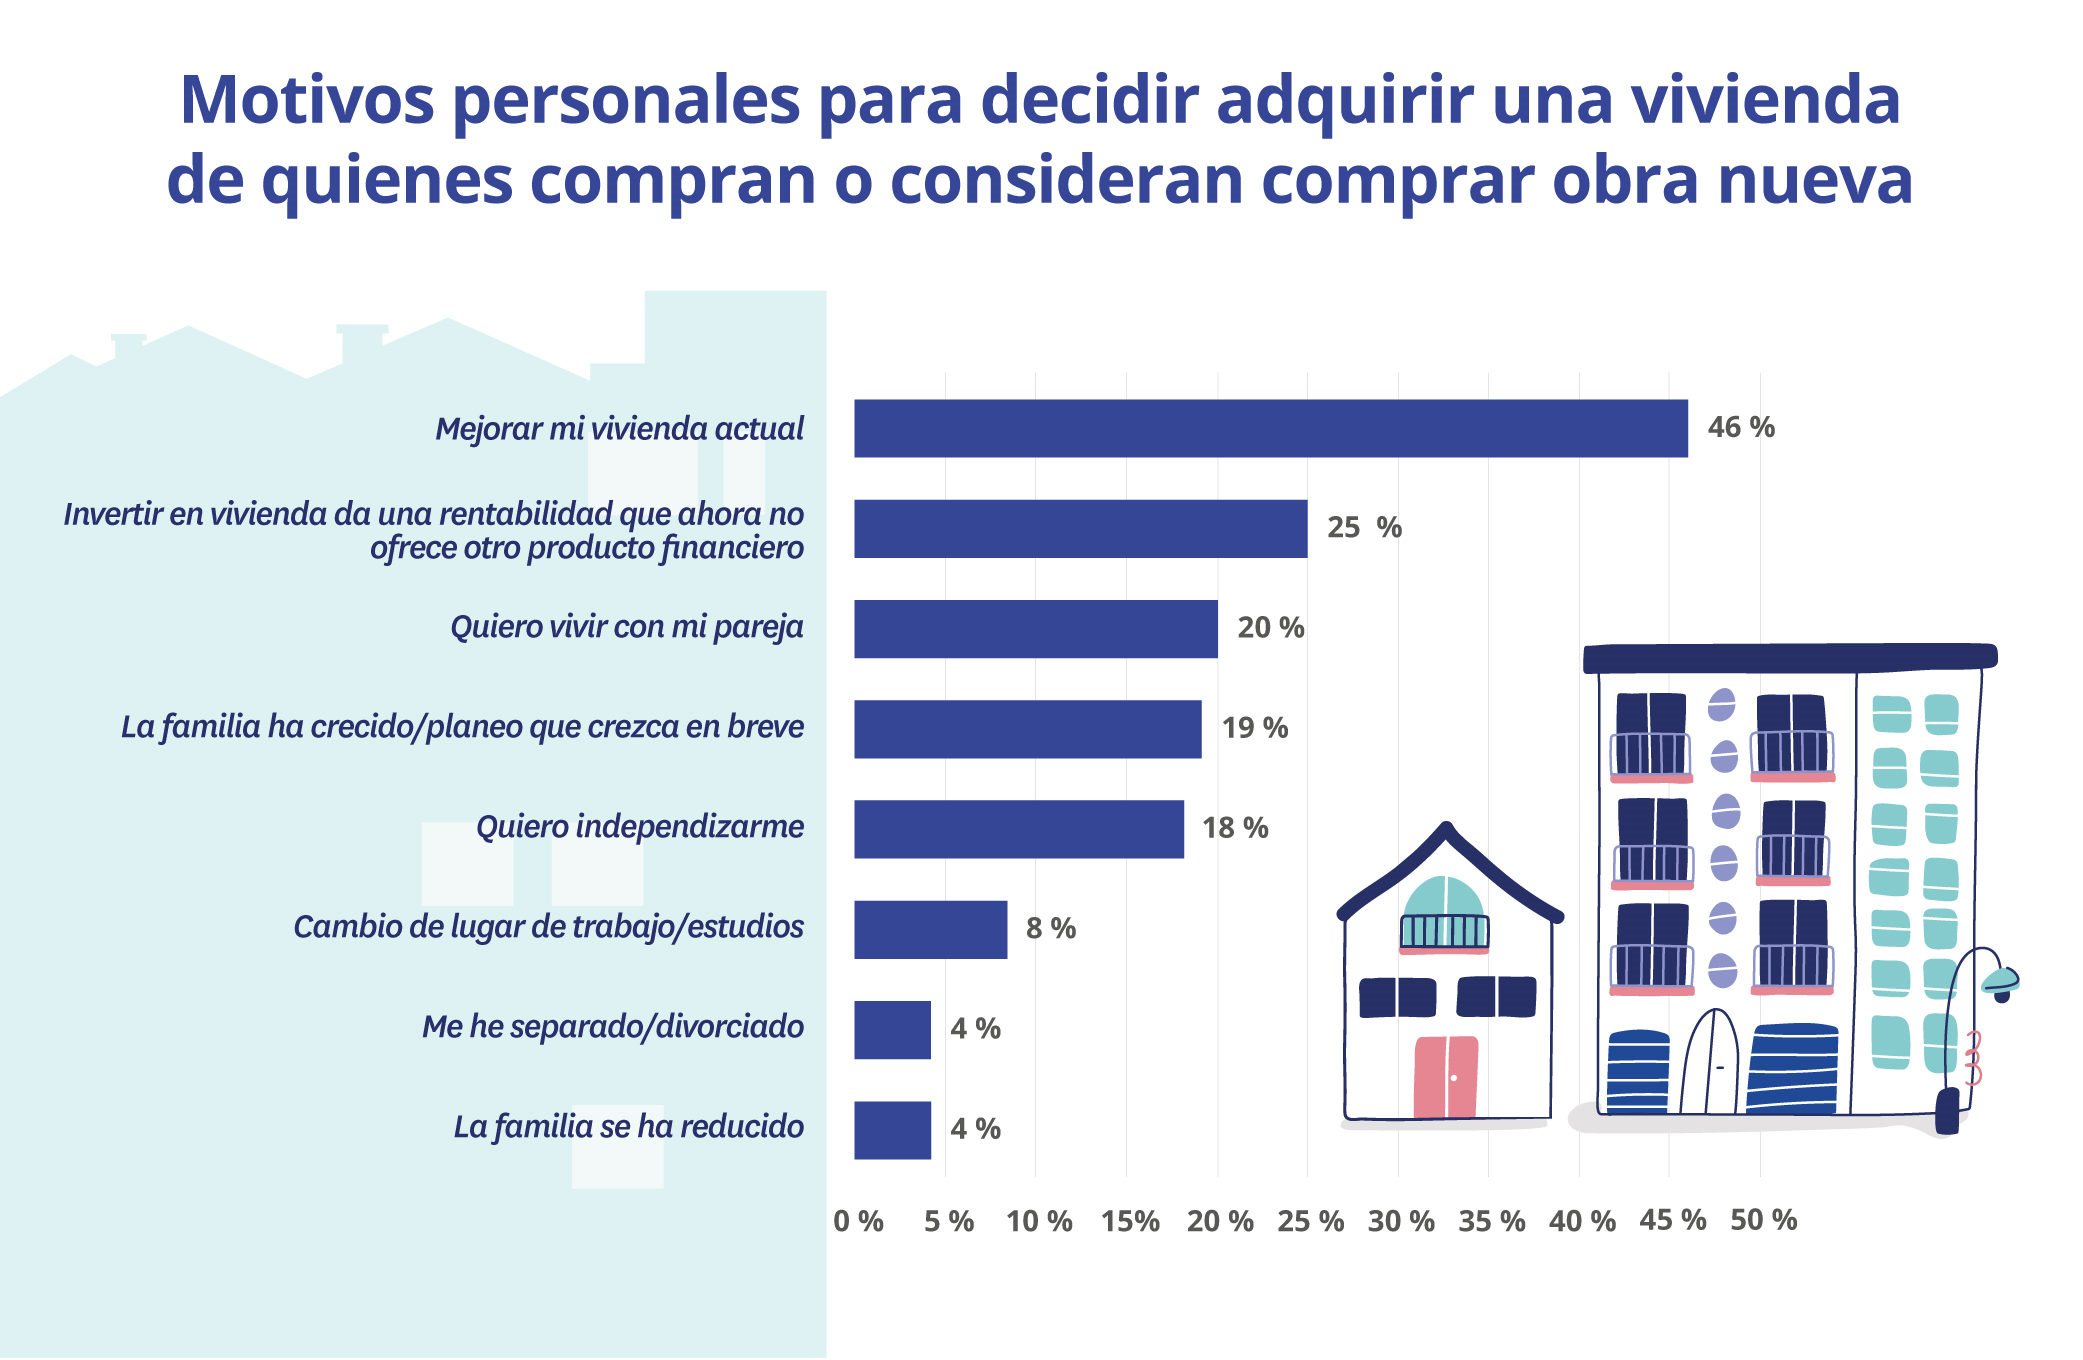 Motivos personales para decidir adquirir una vivienda
de quienes compran o consideran comprar obra nueva
Mejorar mi vivienda actual
46 %
Invertir en vivienda da una rentabilidad que ahora no
ofrece otro producto financiero
25 %
Quiero vivir con mi pareja
20 %
La familia ha crecido/planeo que crezca en breve
19 %
Quiero independizarme
18 %
Cambio de lugar de trabajo/estudios
8 %
Me he separado/divorciado
4 %
La familia se ha reducido
4 %
0 % 5 % 10 % 15% 20 % 25 % 30 % 35 % 40 % 45 % 50 %